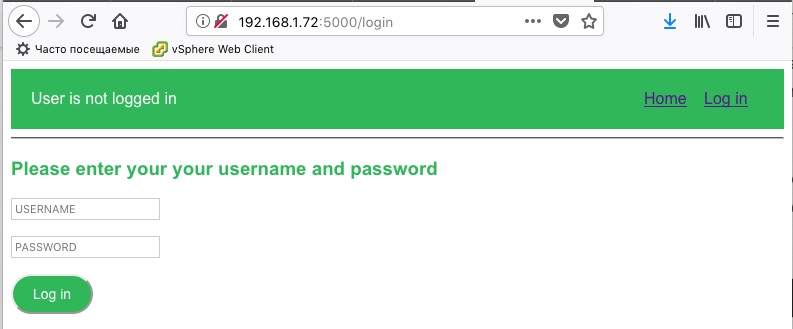 192.168.1.72:5000/login
Часто посещаемые vSphere Web Client
User is not logged in Home Log in
Please enter your your username and password
USERNAME
PASSWORD
Log in